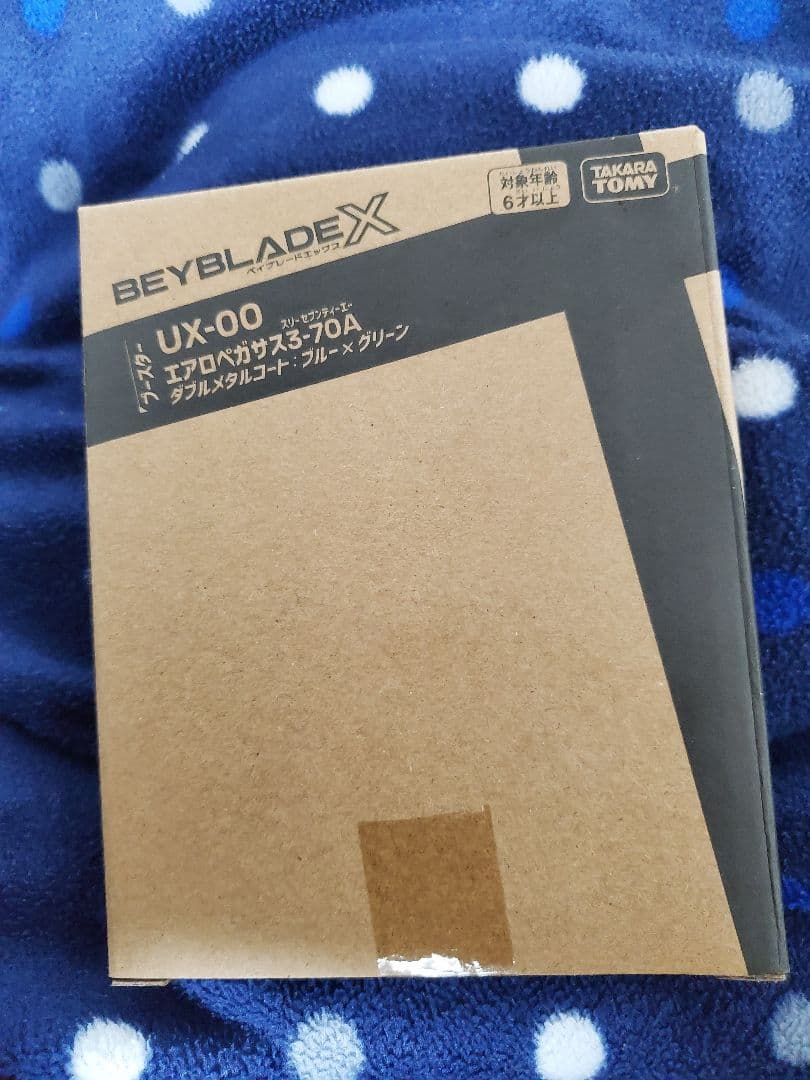 対象年齢
6才以上
TAKARA
TOMY
BEYBLADE X
ベイブレードエックス
ブースター
UX-00
スリーセブンティーエー
エアロペガサス3-70A
ダブルメタルコート：ブルー×グリーン